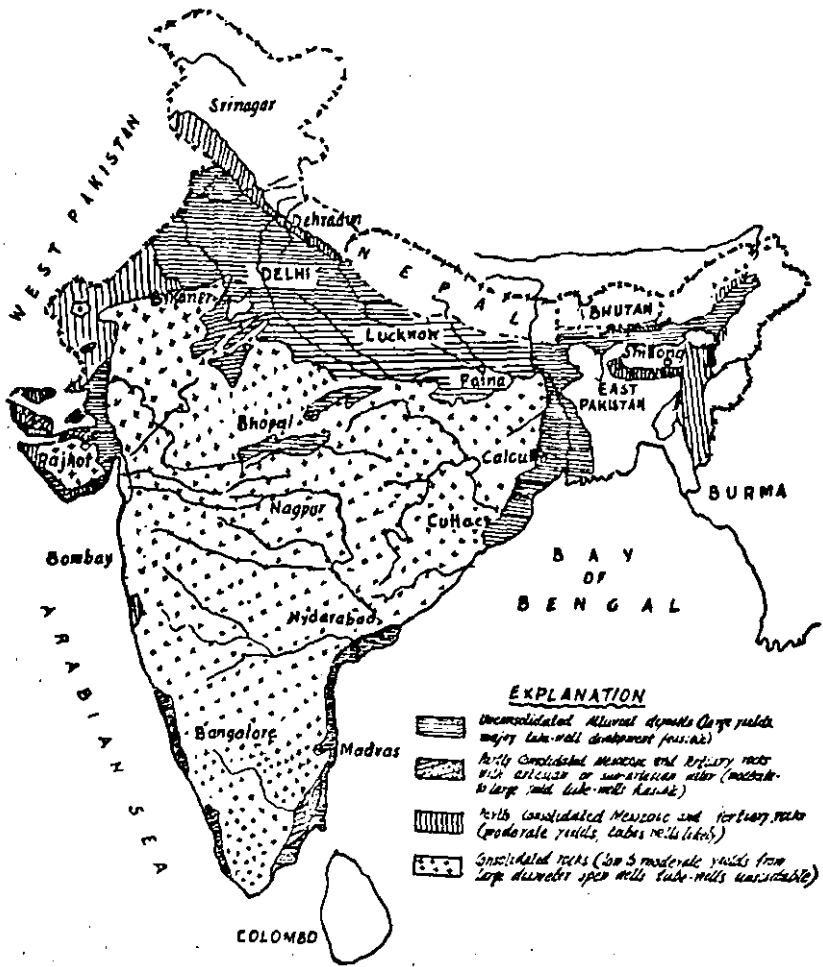 Srinagar
WEST PAKISTAN
Dehradun
NEPAL
DELHI
Bikaner
BHUTAN
Lucknow
Shillong
Patna
EAST
PAKISTAN
Bhopal
Rajkot
Calcu
BURMA
Nagpur
Cuttack
Bombay
BAY
OF
BENGAL
Hyderabad
ARABIAN SEA
Bangalore
Madras
COLOMBO
EXPLANATION
Unconsolidated alluvial deposits (large yields
major tube-well development feasible)
Partly Consolidated Mesozoic and tertiary rocks
with artesian or sub-artesian water (moderate-
to large yield tube-wells feasible)
Partly Consolidated Mesozoic and tertiary rocks
(moderate yields, tubes wells likely)
Consolidated rocks (low to moderate yields from
large diameter open wells tube-wells unsuitable)